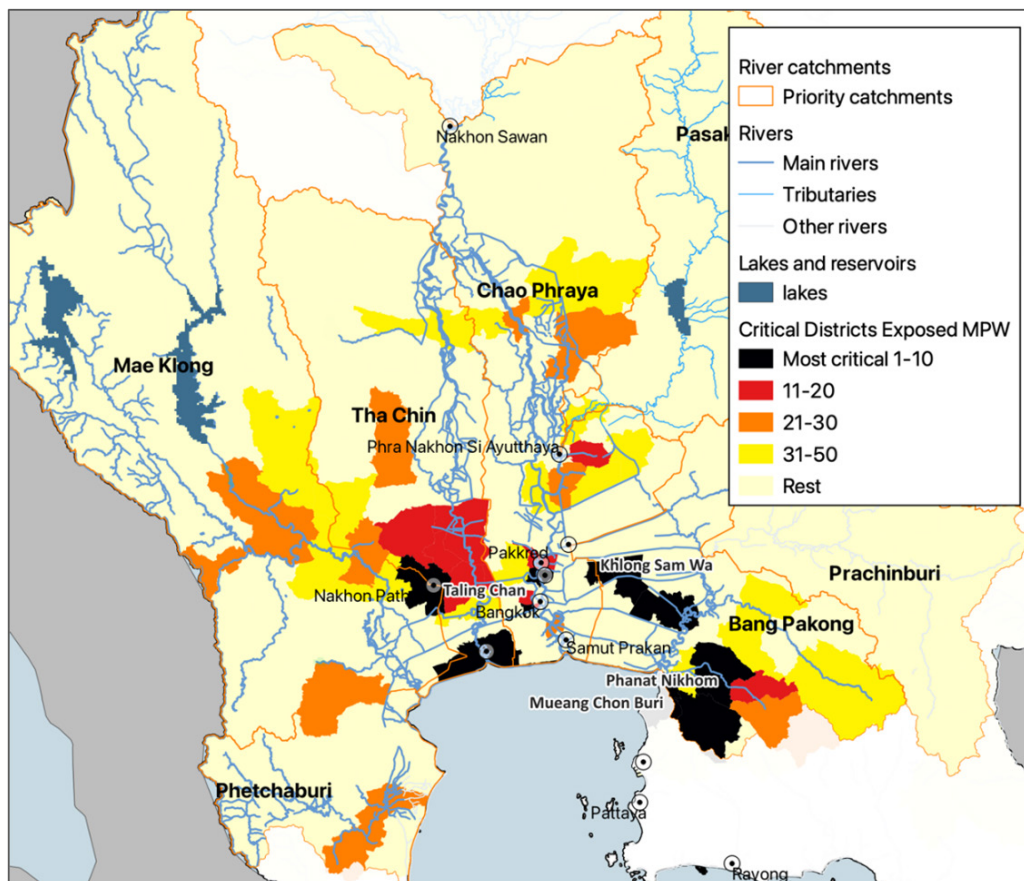 River catchments
Priority catchments
Rivers
Main rivers
Tributaries
Other rivers
Lakes and reservoirs
lakes
Critical Districts Exposed MPW
Most critical 1-10
11-20
21-30
31-50
Rest
Nakhon Sawan
Pasak
Chao Phraya
Mae Klong
Tha Chin
Phra Nakhon Si Ayutthaya
Pakkred
Khlong Sam Wa
Prachinburi
Nakhon Path
Taling Chan
Bangkok
Bang Pakong
Samut Prakan
Phanat Nikhom
Mueang Chon Buri
Phetchaburi
Pattaya
Rayong